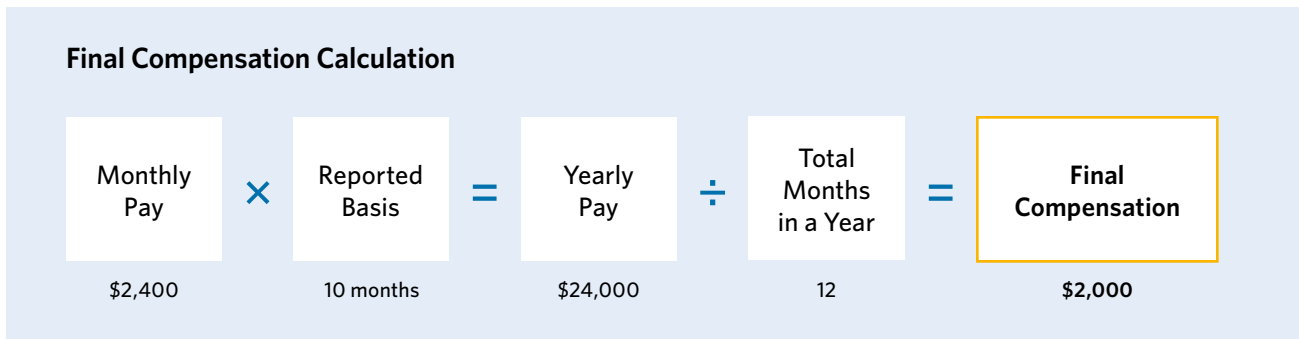 Final Compensation Calculation
Monthly
Pay
×
Reported
Basis
=
Yearly
Pay
÷
Total
Months
in a Year
=
Final
Compensation
$2,400
10 months
$24,000
12
$2,000